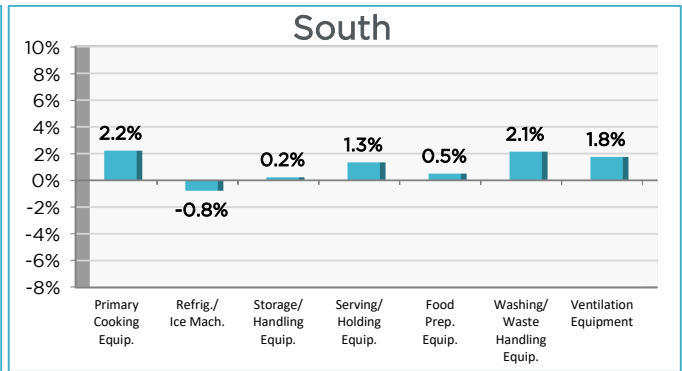 South
10%
8%
6%
4%
2%
0%
-2%
-4%
-6%
-8%
2.2%
-0.8%
0.2%
1.3%
0.5%
2.1%
1.8%
Primary
Cooking
Equip.
Refrig./
Ice Mach.
Storage/
Handling
Equip.
Serving/
Holding
Equip.
Food
Prep.
Equip.
Washing/
Waste
Handling
Equip.
Ventilation
Equipment